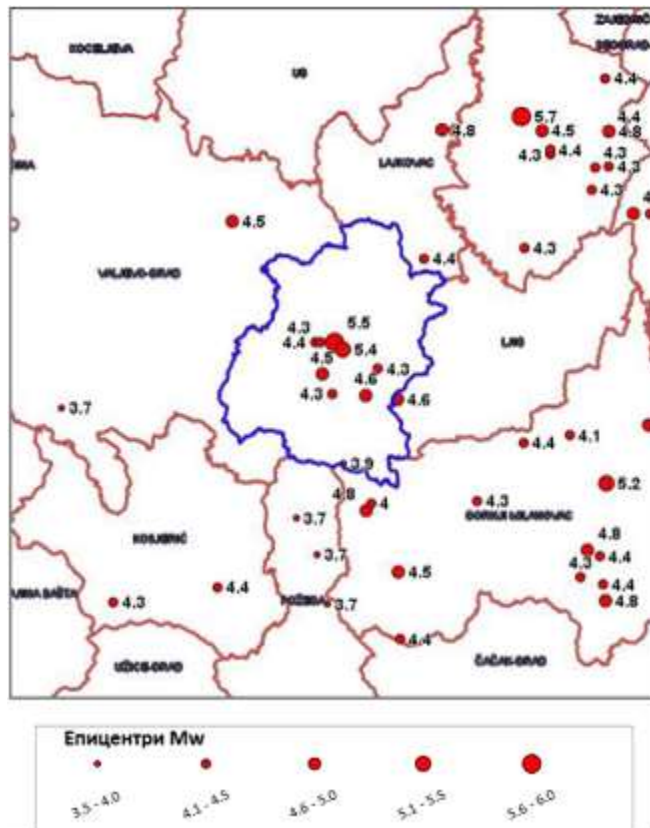 KOCELJEVA
UB
BEOGRAD
4.4
5.7
4.4
4.8
4.5
4.8
LAJKOVAC
4.4
4.3
4.3
4.3
4.3
4.5
VALJEVO-GRAD
4.3
4.4
4.3
5.5
4.4
5.4
LJIG
4.5
4.3
4.6
4.3
4.6
3.7
4.1
4.4
3.9
5.2
4.8
4
4.3
3.7
GORNJI MILANOVAC
KOSJERIĆ
4.8
3.7
4.4
4.3
4.5
4.4
4.4
POŽEGA
3.7
4.8
4.3
4.4
UŽICE-GRAD
ČAČAK-GRAD
Епицентри Mw
3.5 - 4.0
4.1 - 4.5
4.6 - 5.0
5.1 - 5.5
5.6 - 6.0